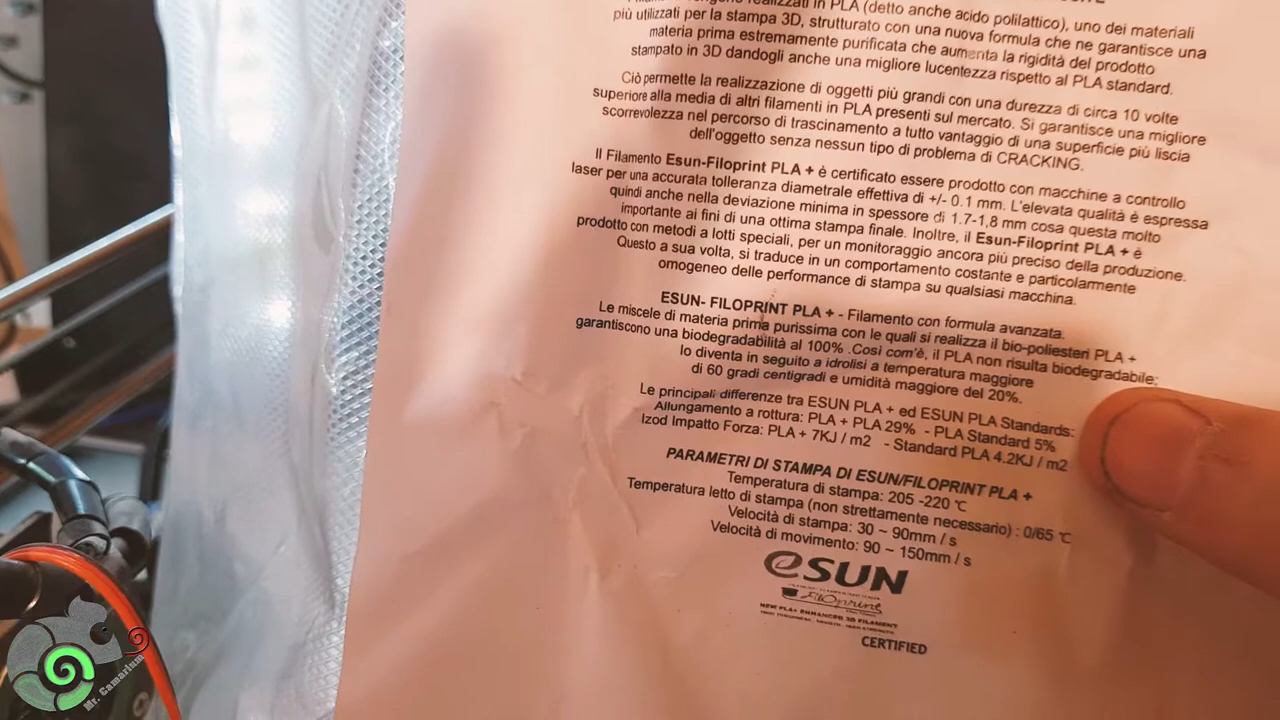 vengono realizzati in PLA (detto anche acido polilattico), uno dei materiali
più utilizzati per la stampa 3D, strutturato con una nuova formula che ne garantisce una
materia prima estremamente purificata che aumenta la rigidità del prodotto
stampato in 3D dandogli anche una migliore lucentezza rispetto al PLA standard.
Ciò permette la realizzazione di oggetti più grandi con una durezza di circa 10 volte
superiore alla media di altri filamenti in PLA presenti sul mercato. Si garantisce una migliore
scorrevolezza nel percorso di trascinamento a tutto vantaggio di una superficie più liscia
dell'oggetto senza nessun tipo di problema di CRACKING.
Il Filamento Esun-Filoprint PLA + è certificato essere prodotto con macchine a controllo
laser per una accurata tolleranza diametrale effettiva di +/- 0.1 mm. L'elevata qualità è espressa
quindi anche nella deviazione minima in spessore di 1.7-1,8 mm cosa questa molto
importante ai fini di una ottima stampa finale. Inoltre, il Esun-Filoprint PLA + è
prodotto con metodi a lotti speciali, per un monitoraggio ancora più preciso della produzione.
Questo a sua volta, si traduce in un comportamento costante e particolarmente
omogeneo delle performance di stampa su qualsiasi macchina.
ESUN- FILOPRINT PLA + - Filamento con formula avanzata.
Le miscele di materia prima purissima con le quali si realizza il bio-poliesteri PLA +
garantiscono una biodegradabilità al 100% .Così com'è, il PLA non risulta biodegradabile;
lo diventa in seguito a idrolisi a temperatura maggiore
di 60 gradi centigradi e umidità maggiore del 20%.
Le principali differenze tra ESUN PLA + ed ESUN PLA Standards:
Allungamento a rottura: PLA + PLA 29% - PLA Standard 5%
Izod Impatto Forza: PLA + 7KJ / m2 - Standard PLA 4.2KJ / m2
PARAMETRI DI STAMPA DI ESUN/FILOPRINT PLA +
Temperatura di stampa: 205 -220 ℃
Temperatura letto di stampa (non strettamente necessario) : 0/65 ℃
Velocità di stampa: 30 ~ 90mm / s
Velocità di movimento: 90 ~ 150mm / s
eSUN
FilOprint
NEW PLA+ ENHANCED 3D FILAMENT
CERTIFIED
Mr. Camarium